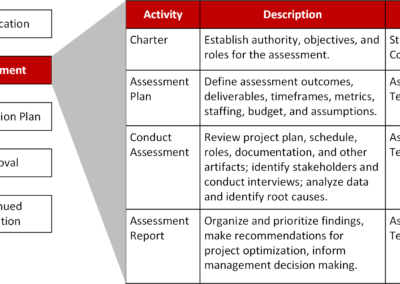 cation
ment
ion Plan
oval
nued
tion
Activity
Description
Charter
Establish authority, objectives, and
roles for the assessment.
St
Co
Assessment
Plan
Define assessment outcomes,
deliverables, timeframes, metrics,
staffing, budget, and assumptions.
As
Te
Conduct
Assessment
Review project plan, schedule,
roles, documentation, and other
artifacts; identify stakeholders and
conduct interviews; analyze data
and identify root causes.
As
Te
Assessment
Report
Organize and prioritize findings,
make recommendations for
project optimization, inform
management decision making.
As
Te